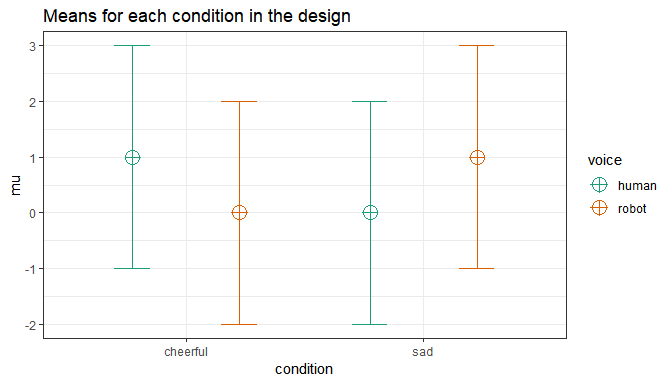 Means for each condition in the design
3
2
1
0
-1
-2
mu
cheerful
sad
condition
voice
human
robot